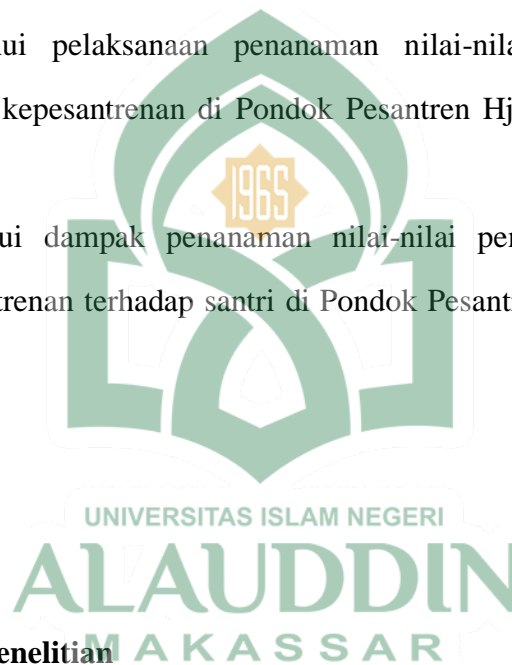 ui pelaksanaan penanaman nilai-nila
kepesantrenan di Pondok Pesantren Hj
1965
ui dampak penanaman nilai-nilai per
trenan terhadap santri di Pondok Pesant
UNIVERSITAS ISLAM NEGERI
ALAUDDIN
enelitian
MAKASSAR